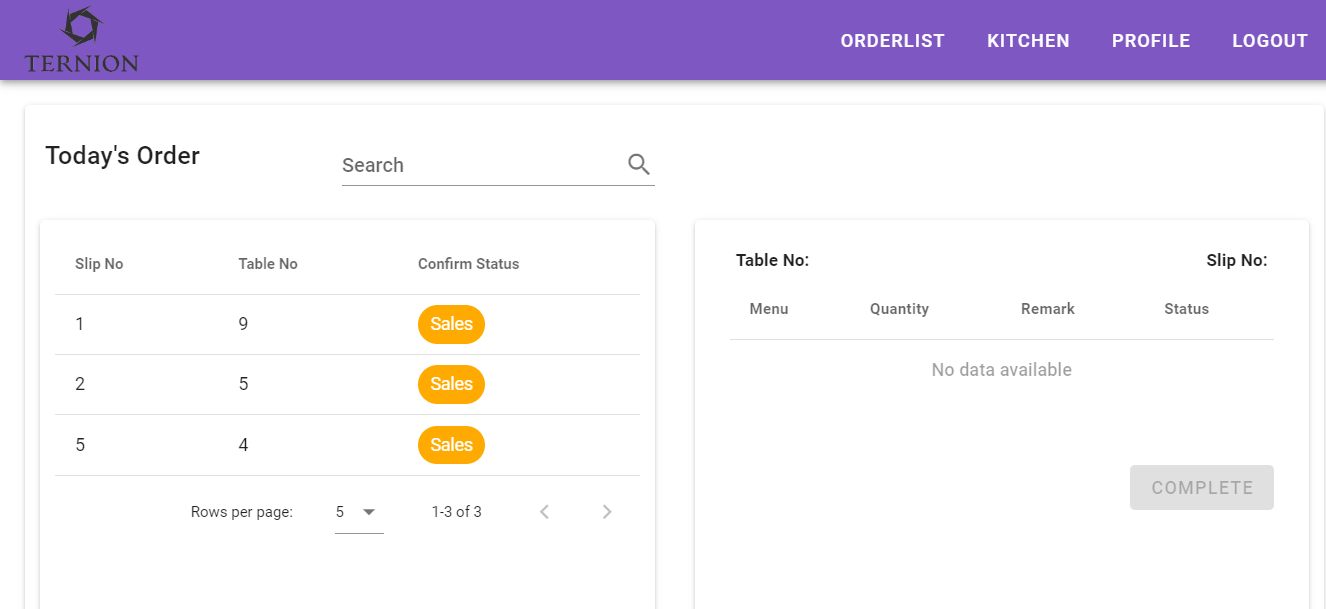 TERNION
ORDERLIST KITCHEN PROFILE LOGOUT
Today's Order
Search
Slip No Table No Confirm Status
1 9 Sales
2 5 Sales
5 4 Sales
Rows per page: 5 1-3 of 3
Table No: Slip No:
Menu Quantity Remark Status
No data available
COMPLETE